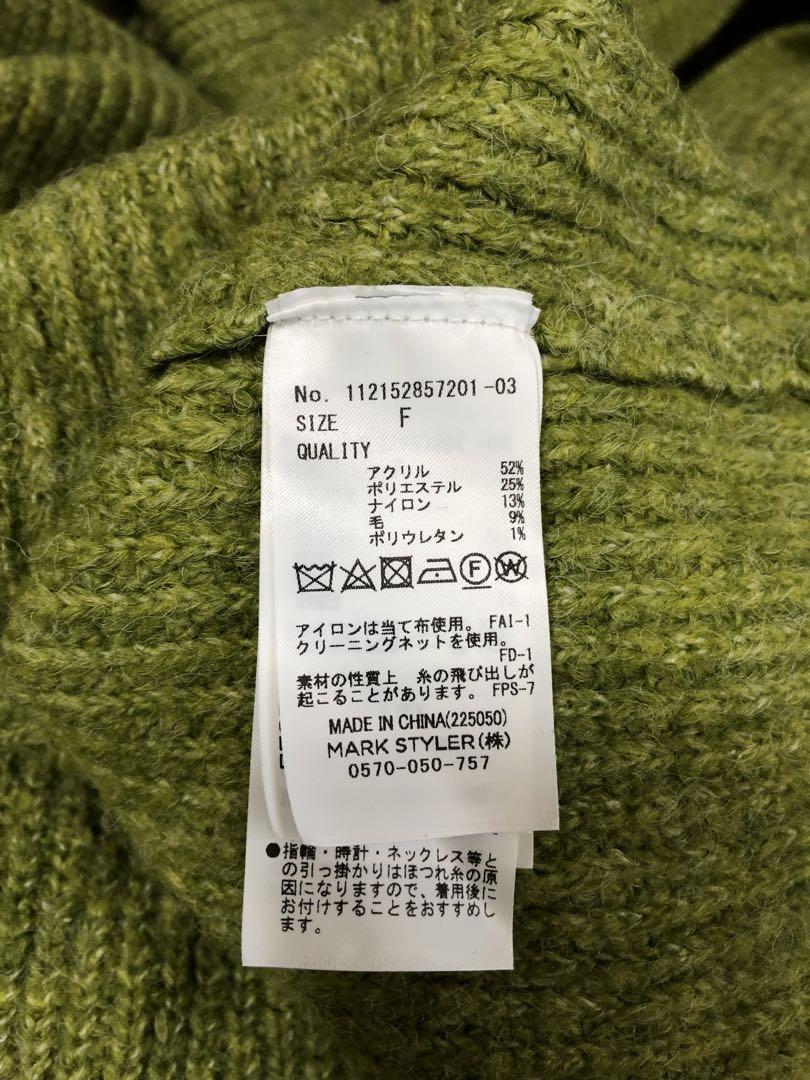 No. 112152857201-03
SIZE F
QUALITY
アクリル 52%
ポリエステル 25%
ナイロン 13%
毛 9%
ポリウレタン 1%
F W
アイロンは当て布使用。 FAI-1
クリーニングネットを使用。
FD-1
素材の性質上 糸の飛び出しが
起こることがあります。 FPS-7
MADE IN CHINA(225050)
MARK STYLER(株)
0570-050-757
●指輪・時計・ネックレス等と
の引っ掛かりはほつれ糸の原
因になりますので、着用後に
お付けすることをおすすめし
ます。